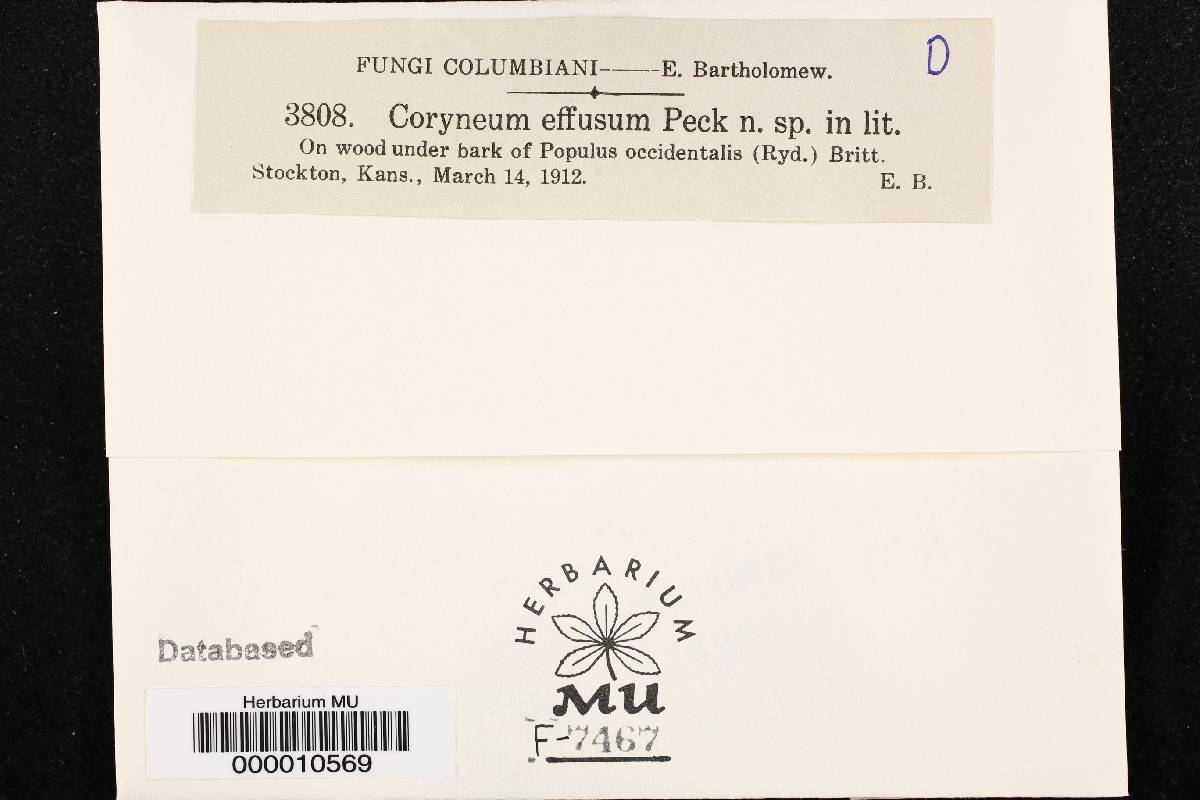 FUNGI COLUMBIANI-——-E. Bartholomew.
D
3808. Coryneum effusum Peck n. sp. in lit.
On wood under bark of Populus occidentalis (Ryd.) Britt.
Stockton, Kans., March 14, 1912. E. B.
HERBARIUM
MU
F-7467
Databased
Herbarium MU
000010569